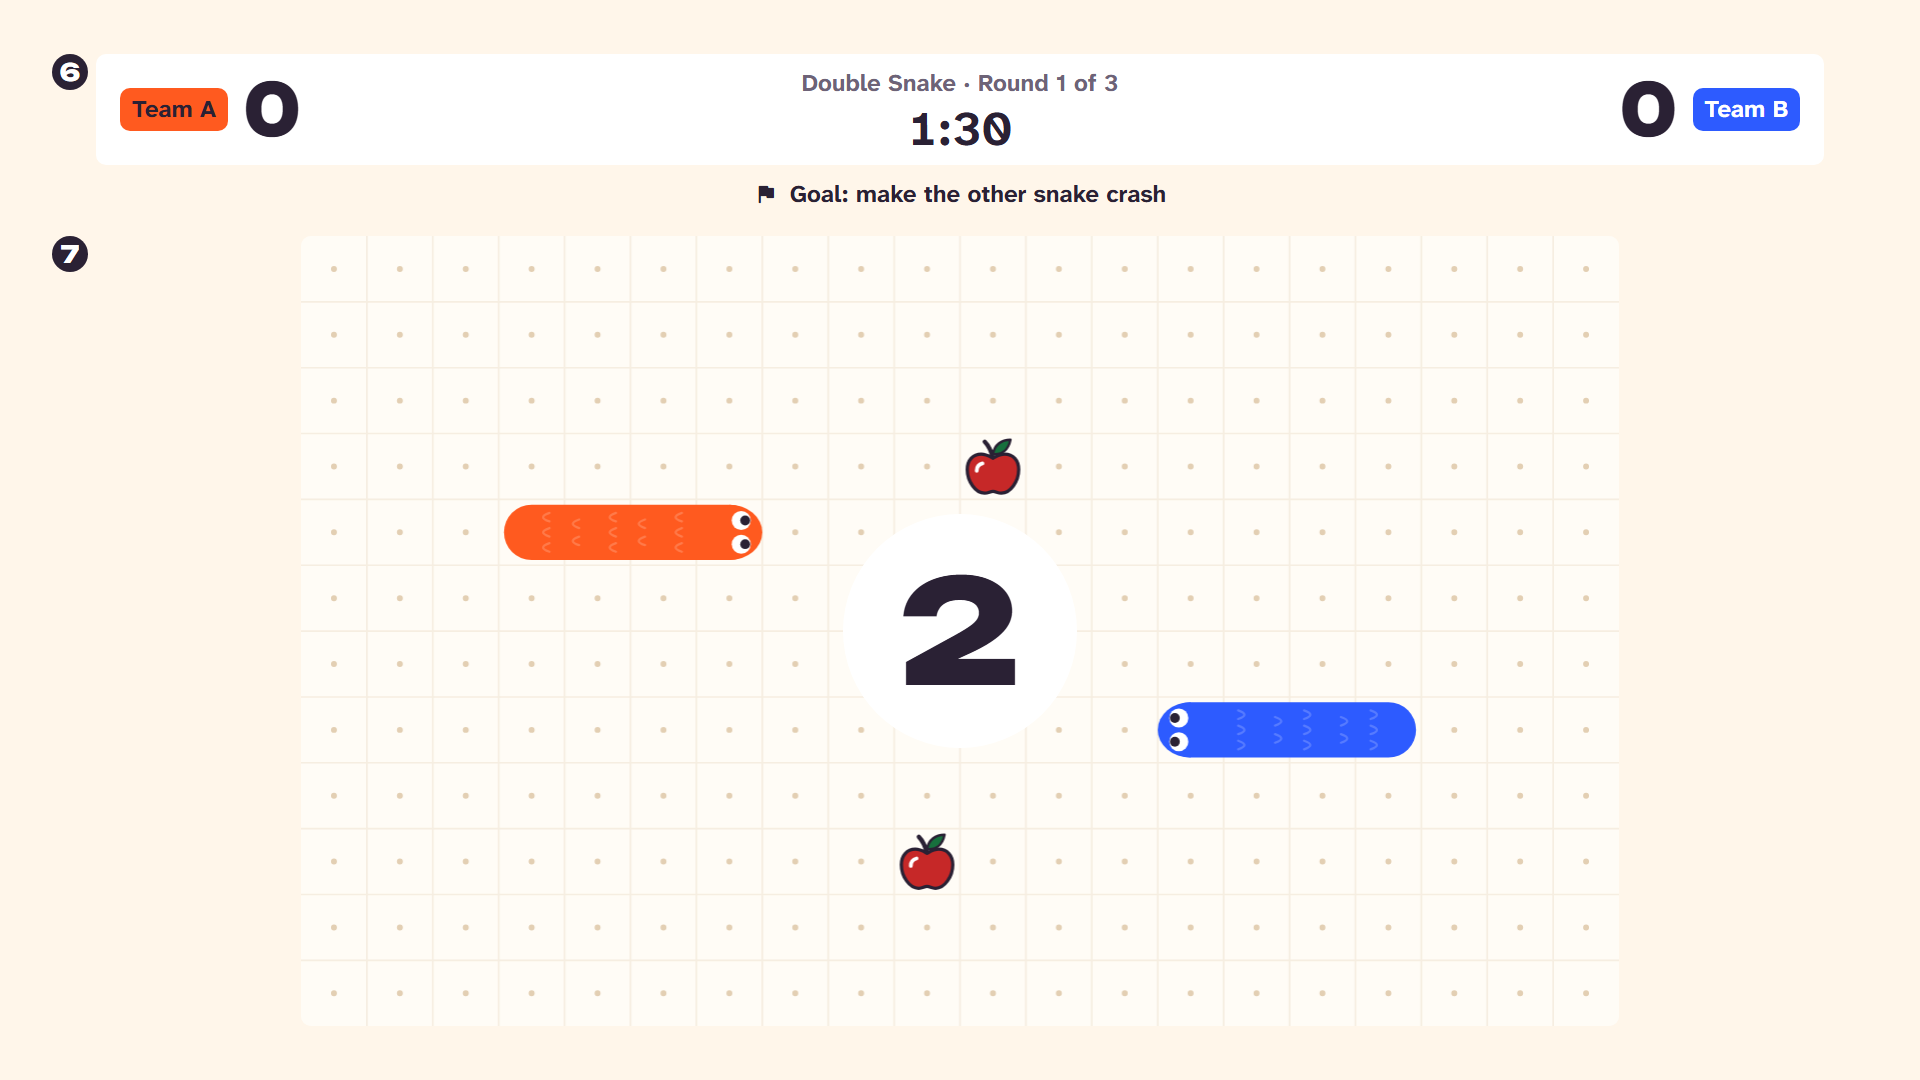 6
Team A 0
Double Snake · Round 1 of 3
1:30
0 Team B
Goal: make the other snake crash
7
2